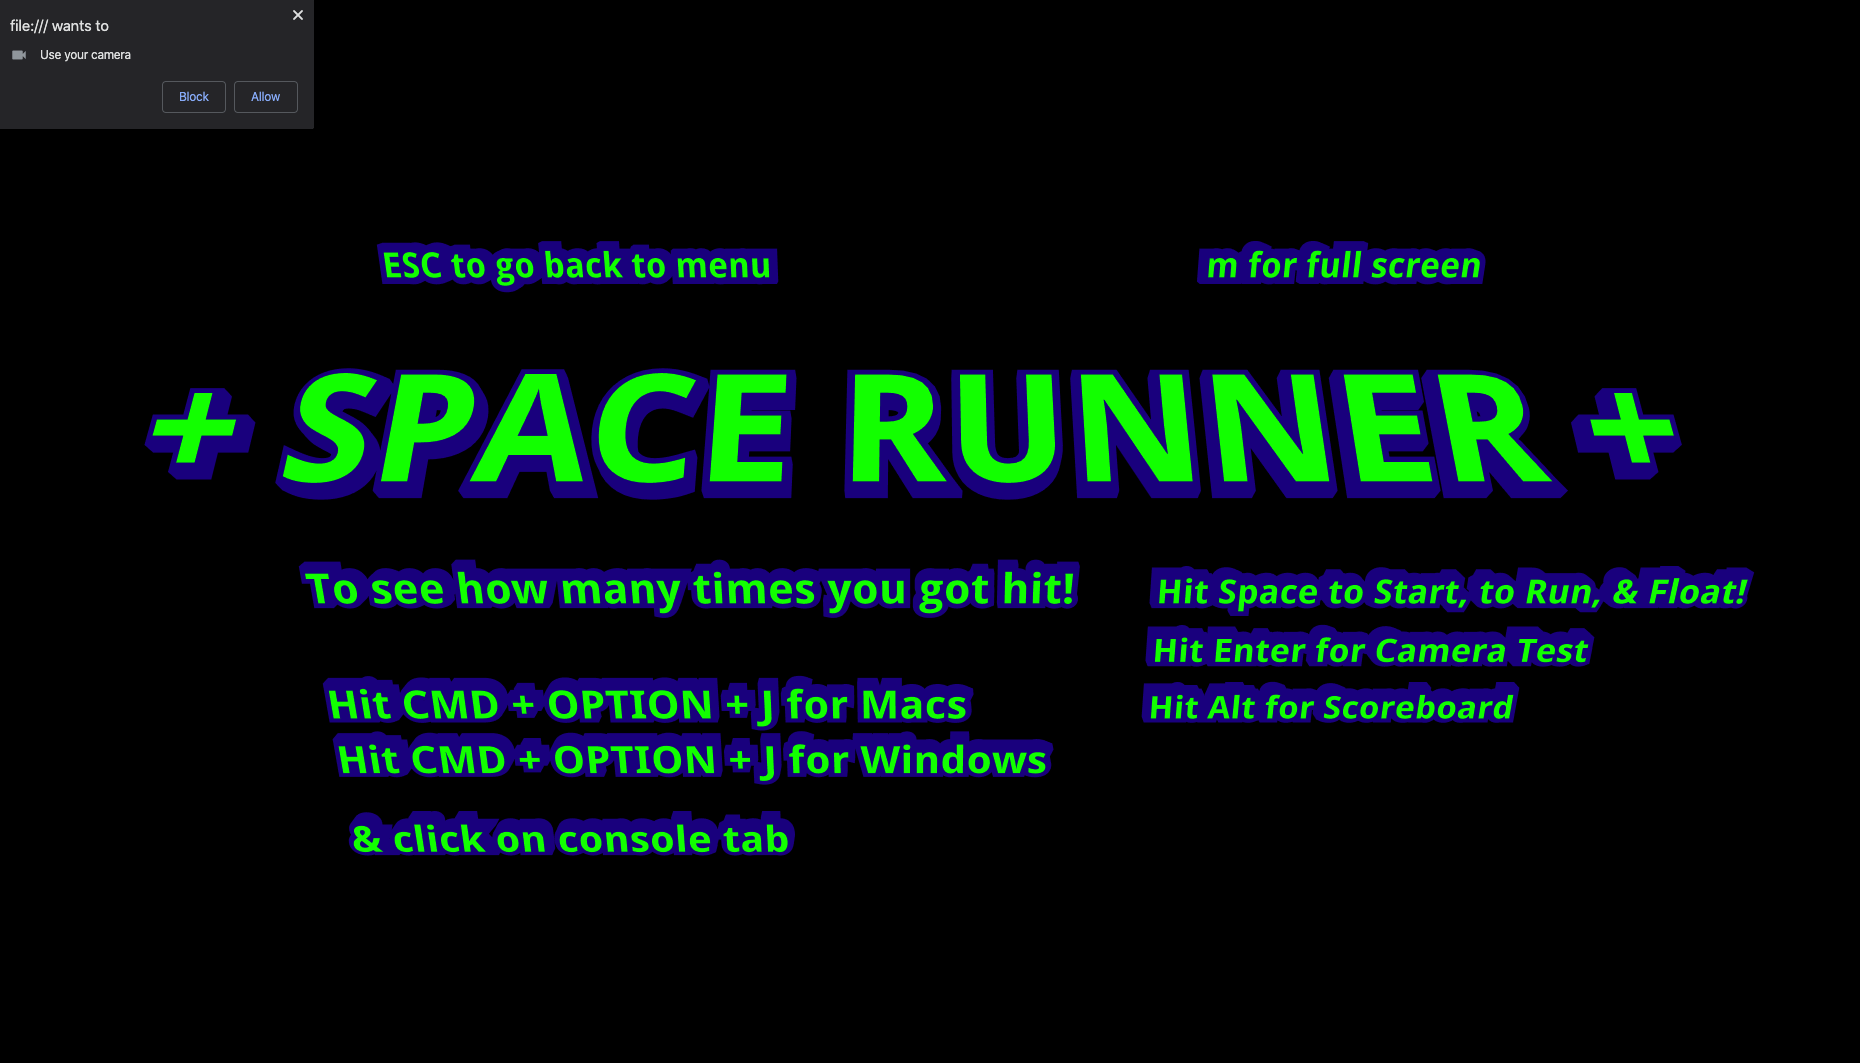 file:/// wants to
Use your camera
Block Allow
ESC to go back to menu
m for full screen
+ SPACE RUNNER +
To see how many times you got hit!
Hit CMD + OPTION + J for Macs
Hit CMD + OPTION + J for Windows
& click on console tab
Hit Space to Start, to Run, & Float!
Hit Enter for Camera Test
Hit Alt for Scoreboard